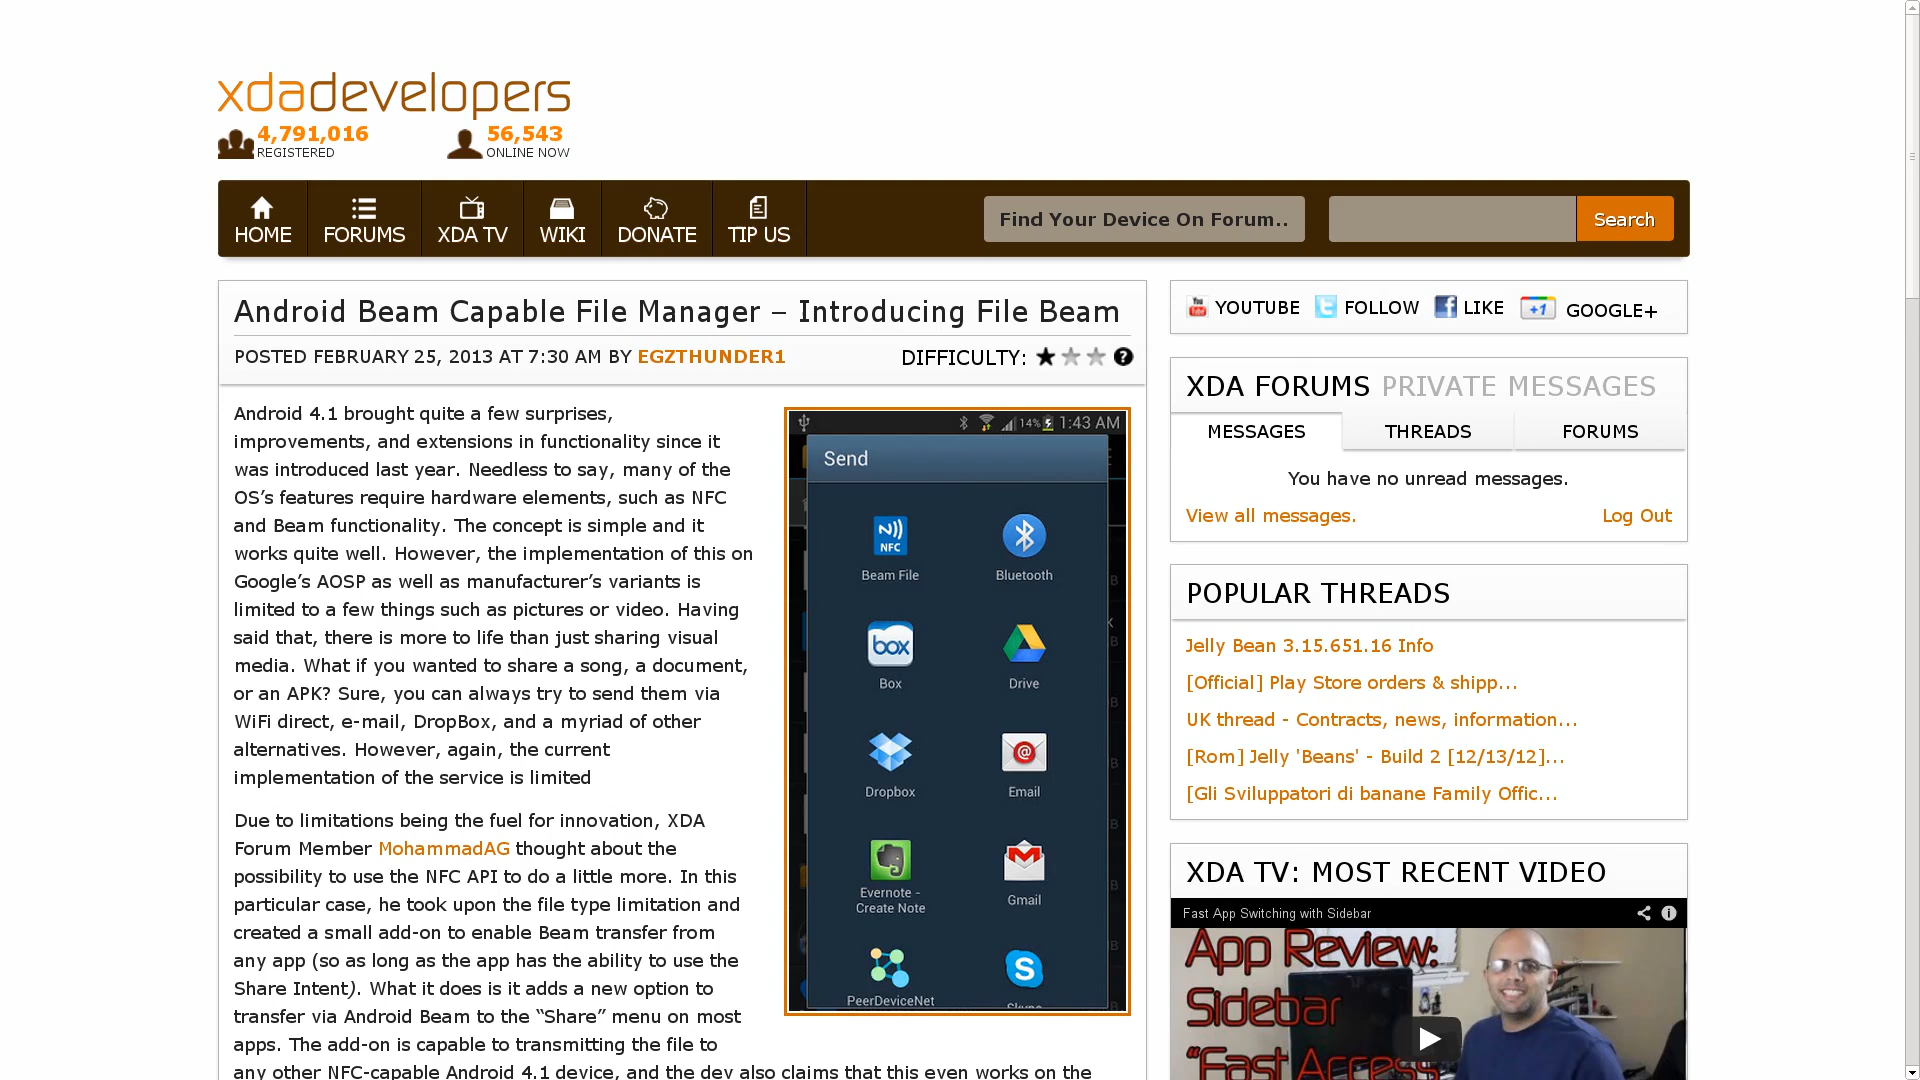 xdadevelopers
4,791,016
REGISTERED
56,543
ONLINE NOW
HOME
FORUMS
XDA TV
WIKI
DONATE
TIP US
Find Your Device On Forum..
Search
Android Beam Capable File Manager – Introducing File Beam
POSTED FEBRUARY 25, 2013 AT 7:30 AM BY EGZTHUNDER1
DIFFICULTY:
Android 4.1 brought quite a few surprises,
improvements, and extensions in functionality since it
was introduced last year. Needless to say, many of the
OS’s features require hardware elements, such as NFC
and Beam functionality. The concept is simple and it
works quite well. However, the implementation of this on
Google’s AOSP as well as manufacturer’s variants is
limited to a few things such as pictures or video. Having
said that, there is more to life than just sharing visual
media. What if you wanted to share a song, a document,
or an APK? Sure, you can always try to send them via
WiFi direct, e-mail, DropBox, and a myriad of other
alternatives. However, again, the current
implementation of the service is limited
Due to limitations being the fuel for innovation, XDA
Forum Member MohammadAG thought about the
possibility to use the NFC API to do a little more. In this
particular case, he took upon the file type limitation and
created a small add-on to enable Beam transfer from
any app (so as long as the app has the ability to use the
Share Intent). What it does is it adds a new option to
transfer via Android Beam to the “Share” menu on most
apps. The add-on is capable to transmitting the file to
any other NFC-capable Android 4.1 device, and the dev also claims that this even works on the
14%
1:43 AM
Send
NFC
Beam File
Bluetooth
box
Box
Drive
Dropbox
Email
Evernote -
Create Note
Gmail
PeerDeviceNet
Skype
YOUTUBE
FOLLOW
LIKE
+1
GOOGLE+
XDA FORUMS PRIVATE MESSAGES
MESSAGES
THREADS
FORUMS
You have no unread messages.
View all messages.
Log Out
POPULAR THREADS
Jelly Bean 3.15.651.16 Info
[Official] Play Store orders & shipp...
UK thread - Contracts, news, information...
[Rom] Jelly 'Beans' - Build 2 [12/13/12]...
[Gli Sviluppatori di banane Family Offic...
XDA TV: MOST RECENT VIDEO
Fast App Switching with Sidebar
App Review:
Sidebar
“Fast Access